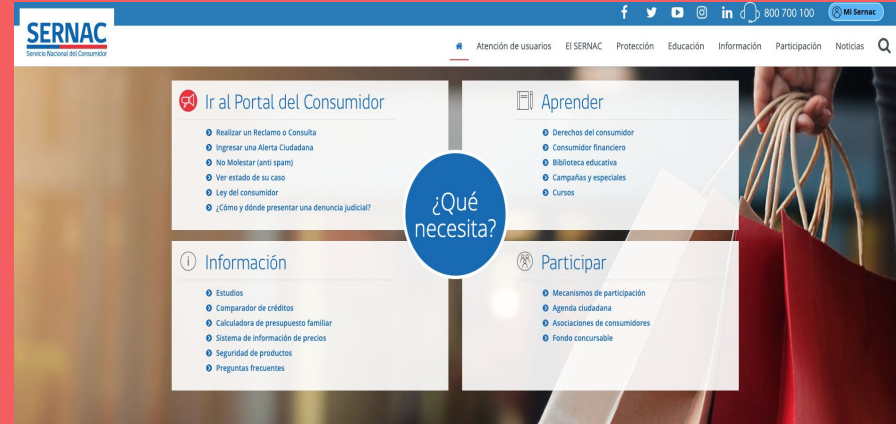 800 700 100
Mi Sernac
SERNAC
Servicio Nacional del Consumidor
Atención de usuarios
El SERNAC
Protección
Educación
Información
Participación
Noticias
Ir al Portal del Consumidor
Realizar un Reclamo o Consulta
Ingresar una Alerta Ciudadana
No Molestar (anti spam)
Ver estado de su caso
Ley del consumidor
¿Cómo y dónde presentar una denuncia judicial?
Aprender
Derechos del consumidor
Consumidor financiero
Biblioteca educativa
Campañas y especiales
Cursos
¿Qué
necesita?
Información
Estudios
Comparador de créditos
Calculadora de presupuesto familiar
Sistema de información de precios
Seguridad de productos
Preguntas frecuentes
Participar
Mecanismos de participación
Agenda ciudadana
Asociaciones de consumidores
Fondo concursable